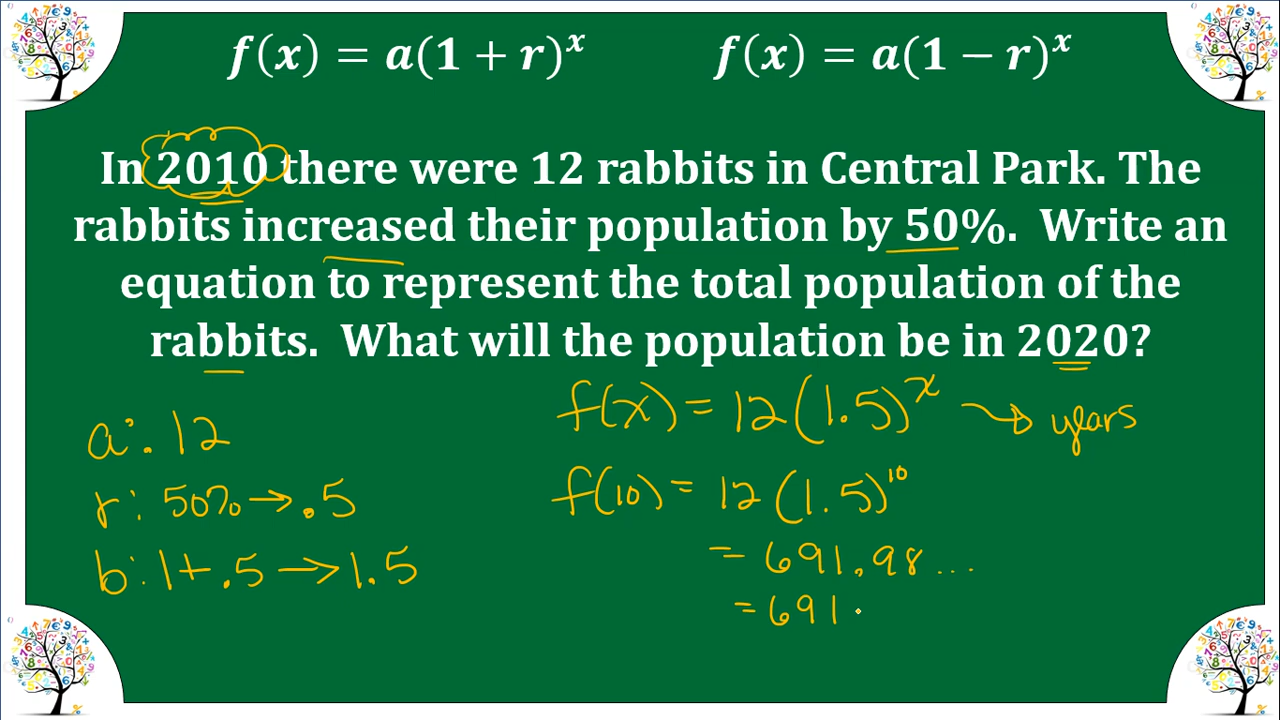 f(x) = a(1 + r)^x f(x) = a(1 − r)^x
In 2010 there were 12 rabbits in Central Park. The
rabbits increased their population by 50%. Write an
equation to represent the total population of the
rabbits. What will the population be in 2020?
a: 12
r: 50% → .5
b: 1 + .5 → 1.5
f(x) = 12(1.5)^x → years
f(10) = 12(1.5)^10
= 691.98...
= 691.